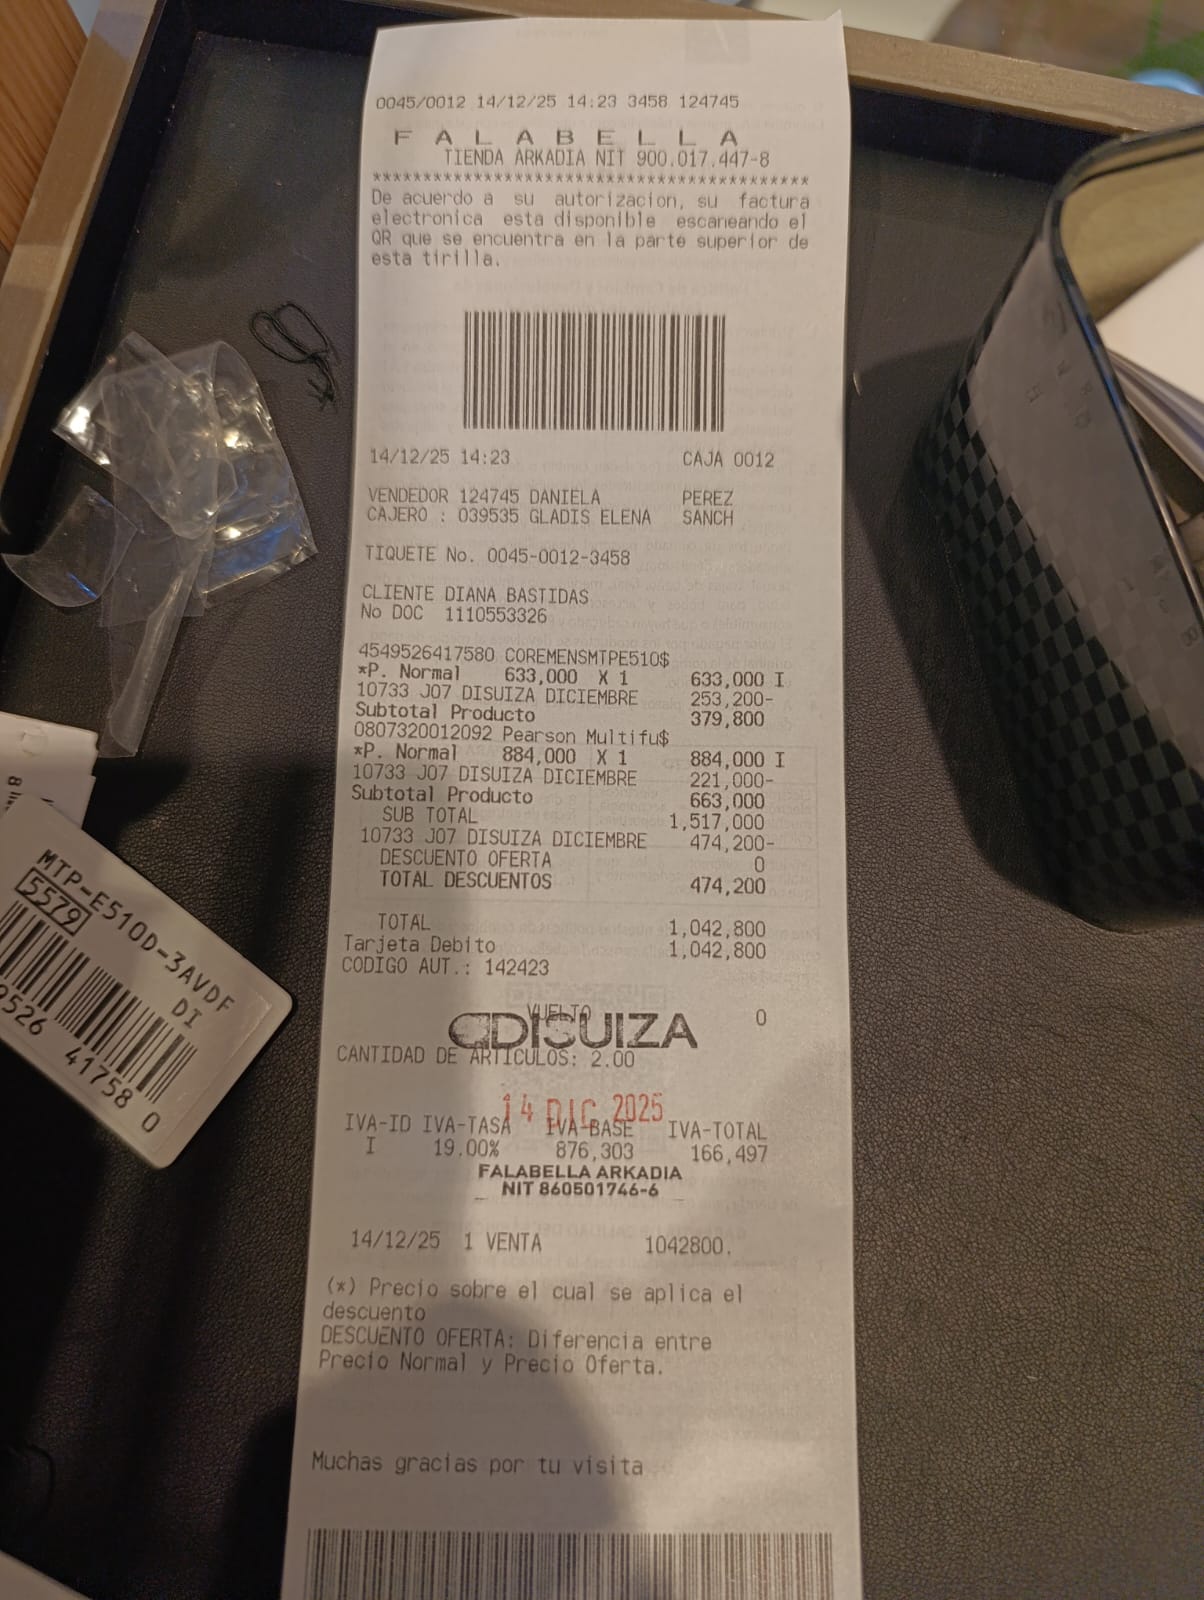 0045/0012 14/12/25 14:23 3458 124745
FALABELLA
TIENDA ARKADIA NIT 900.017.447-8
*******************************************
De acuerdo a su autorizacion, su factura
electronica esta disponible escaneando el
QR que se encuentra en la parte superior de
esta tirilla.
14/12/25 14:23 CAJA 0012
VENDEDOR 124745 DANIELA PEREZ
CAJERO : 039535 GLADIS ELENA SANCH
TIQUETE No. 0045-0012-3458
CLIENTE DIANA BASTIDAS
No DOC 1110553326
4549526417580 COREMENSMTPE510$
*P. Normal 633,000 X 1 633,000 I
10733 J07 DISUIZA DICIEMBRE 253,200-
Subtotal Producto 379,800
0807320012092 Pearson Multifu$
*P. Normal 884,000 X 1 884,000 I
10733 J07 DISUIZA DICIEMBRE 221,000-
Subtotal Producto 663,000
SUB TOTAL 1,517,000
10733 J07 DISUIZA DICIEMBRE 474,200-
DESCUENTO OFERTA 0
TOTAL DESCUENTOS 474,200
TOTAL 1,042,800
Tarjeta Debito 1,042,800
CODIGO AUT.: 142423
VUELTO 0
DISUIZA
CANTIDAD DE ARTICULOS: 2.00
14 DIC 2025
IVA-ID IVA-TASA IVA-BASE IVA-TOTAL
I 19.00% 876,303 166,497
FALABELLA ARKADIA
NIT 860501746-6
14/12/25 1 VENTA 1042800.
(*) Precio sobre el cual se aplica el
descuento
DESCUENTO OFERTA: Diferencia entre
Precio Normal y Precio Oferta.
Muchas gracias por tu visita
MTP-E510D-3AVDF
5579 DI
2526 41758 0